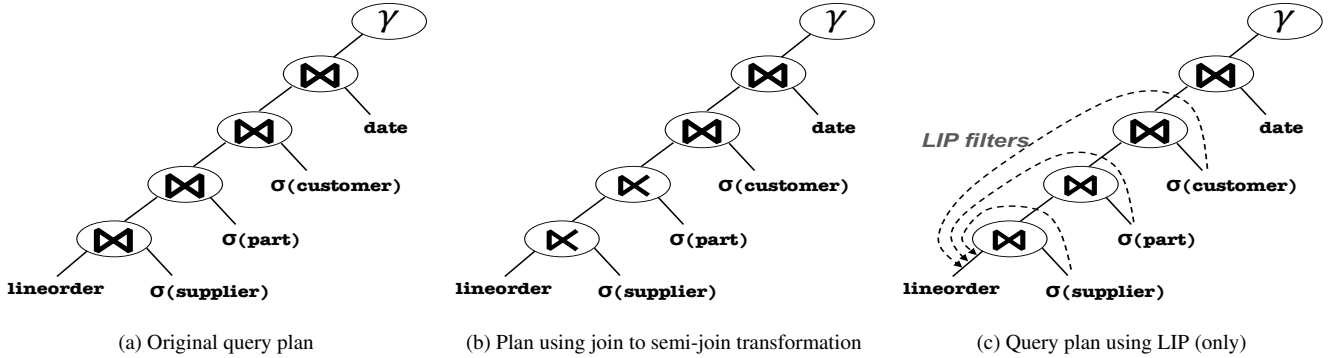 γ γ γ
⋈ ⋈ ⋈
date date date
⋈ ⋈ ⋈
LIP filters
σ(customer) σ(customer) σ(customer)
⋈ ⋉ ⋈
σ(part) σ(part) σ(part)
⋈ ⋉ ⋈
lineorder σ(supplier) lineorder σ(supplier) lineorder σ(supplier)
(a) Original query plan (b) Plan using join to semi-join transformation (c) Query plan using LIP (only)